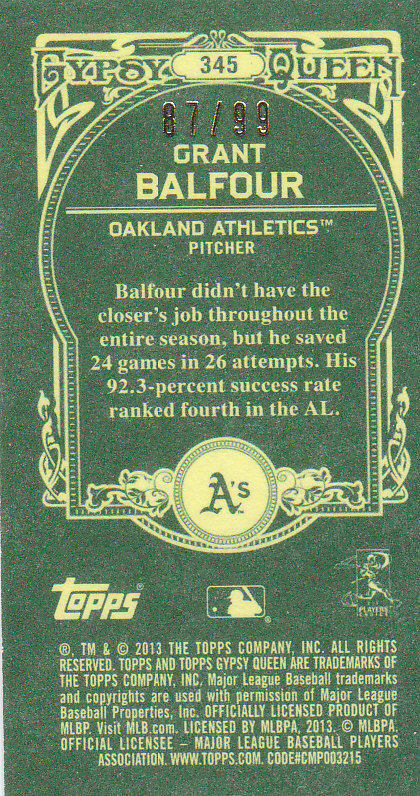 GYPSY 345 QUEEN
87/99
GRANT
BALFOUR
OAKLAND ATHLETICS™
PITCHER
Balfour didn't have the
closer's job throughout the
entire season, but he saved
24 games in 26 attempts. His
92.3-percent success rate
ranked fourth in the AL.
A's
TOPPS®
®, TM & © 2013 THE TOPPS COMPANY, INC. ALL RIGHTS
RESERVED. TOPPS AND TOPPS GYPSY QUEEN ARE TRADEMARKS OF
THE TOPPS COMPANY, INC. Major League Baseball trademarks
and copyrights are used with permission of Major League
Baseball Properties, Inc. OFFICIALLY LICENSED PRODUCT OF
MLBP. Visit MLB.com. LICENSED BY MLBPA, 2013. © MLBPA.
OFFICIAL LICENSEE – MAJOR LEAGUE BASEBALL PLAYERS
ASSOCIATION. WWW.TOPPS.COM. CODE#CMP003215